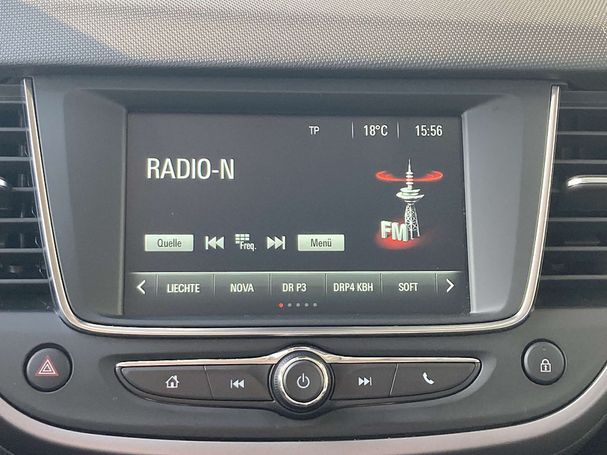 TP 18°C 15:56
RADIO-N
FM
Quelle Freq. Menü
LIECHTE NOVA DR P3 DRP4 KBH SOFT